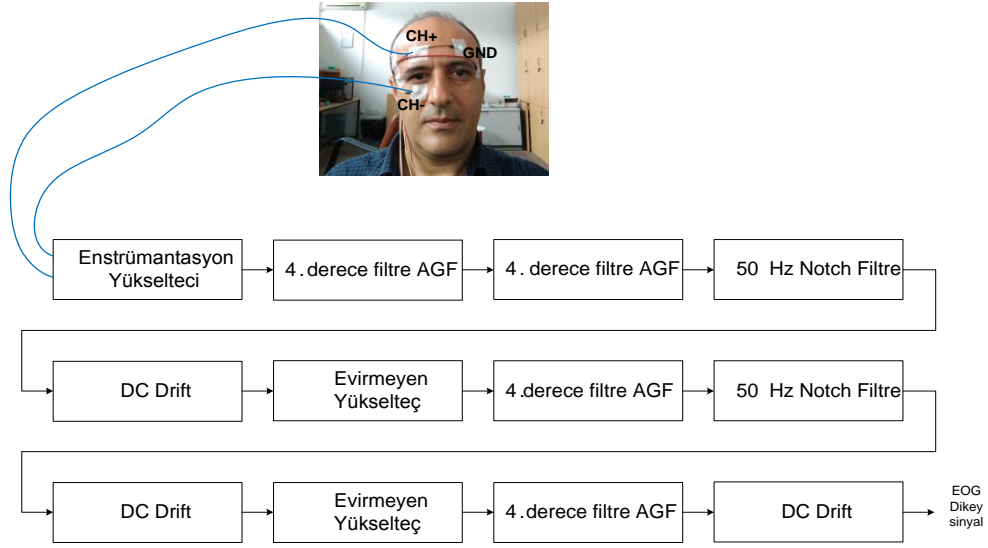 CH+
GND
CH-
Enstrümantasyon
Yükselteci
4. derece filtre AGF
4. derece filtre AGF
50 Hz Notch Filtre
DC Drift
Evirmeyen
Yükselteç
4.derece filtre AGF
50 Hz Notch Filtre
DC Drift
Evirmeyen
Yükselteç
4.derece filtre AGF
DC Drift
EOG
Dikey
sinyal